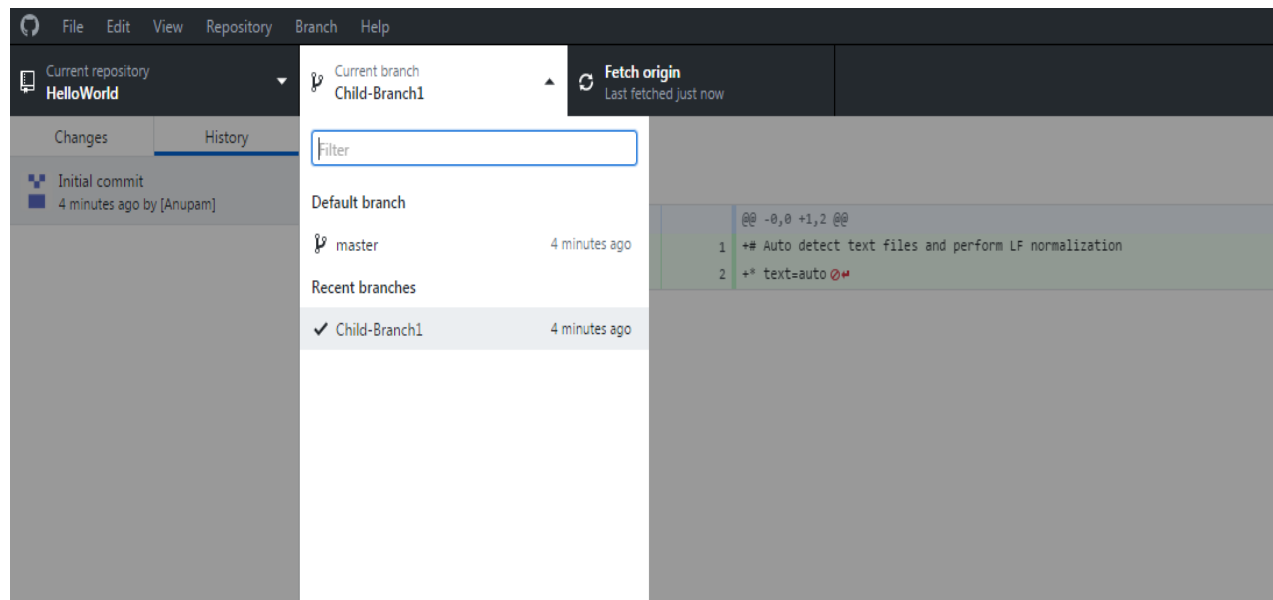 File Edit View Repository Branch Help
Current repository
HelloWorld
Current branch
Child-Branch1
Fetch origin
Last fetched just now
Changes History
Initial commit
4 minutes ago by [Anupam]
Filter
Default branch
master 4 minutes ago
Recent branches
Child-Branch1 4 minutes ago
@@ -0,0 +1,2 @@
1 +# Auto detect text files and perform LF normalization
2 +* text=auto